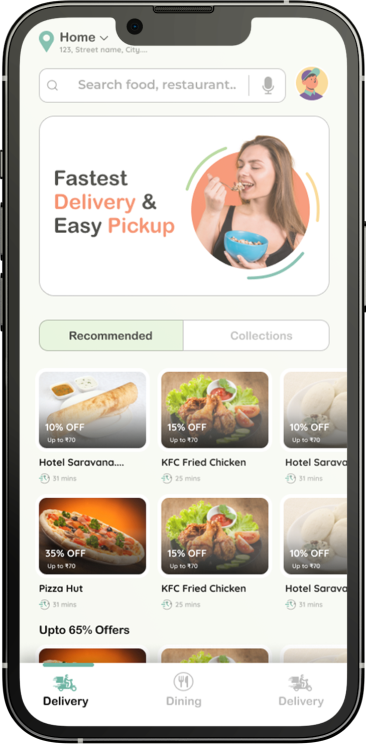 Home
123, Street name, City...
Search food, restaurant..
Fastest
Delivery &
Easy Pickup
Recommended
Collections
10% OFF
Up to ₹70
15% OFF
Up to ₹70
10% OFF
Up to ₹70
Hotel Saravana....
KFC Fried Chicken
Hotel Sarava
31 mins
25 mins
31 mins
35% OFF
Up to ₹70
15% OFF
Up to ₹70
10% OFF
Up to ₹70
Pizza Hut
KFC Fried Chicken
Hotel Sarava
31 mins
25 mins
31 mins
Upto 65% Offers
Delivery
Dining
Delivery